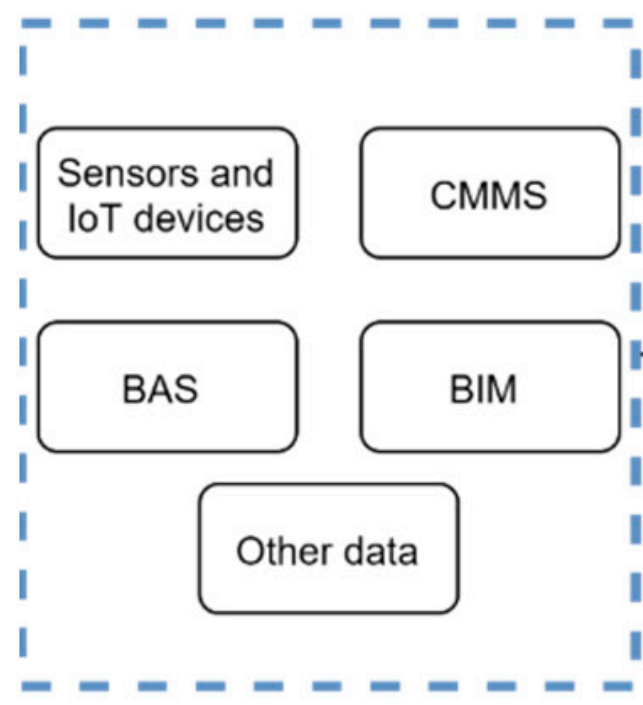 Sensors and
IoT devices
CMMS
BAS
BIM
Other data